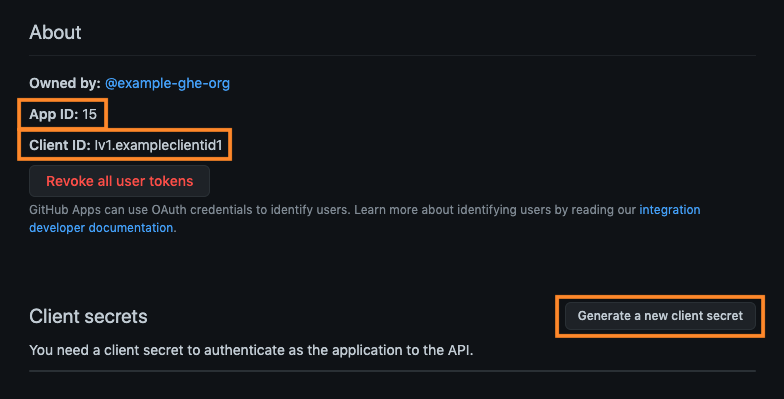 About
Owned by: @example-ghe-org
App ID: 15
Client ID: Iv1.exampleclientid1
Revoke all user tokens
GitHub Apps can use OAuth credentials to identify users. Learn more about identifying users by reading our integration
developer documentation.
Client secrets
Generate a new client secret
You need a client secret to authenticate as the application to the API.